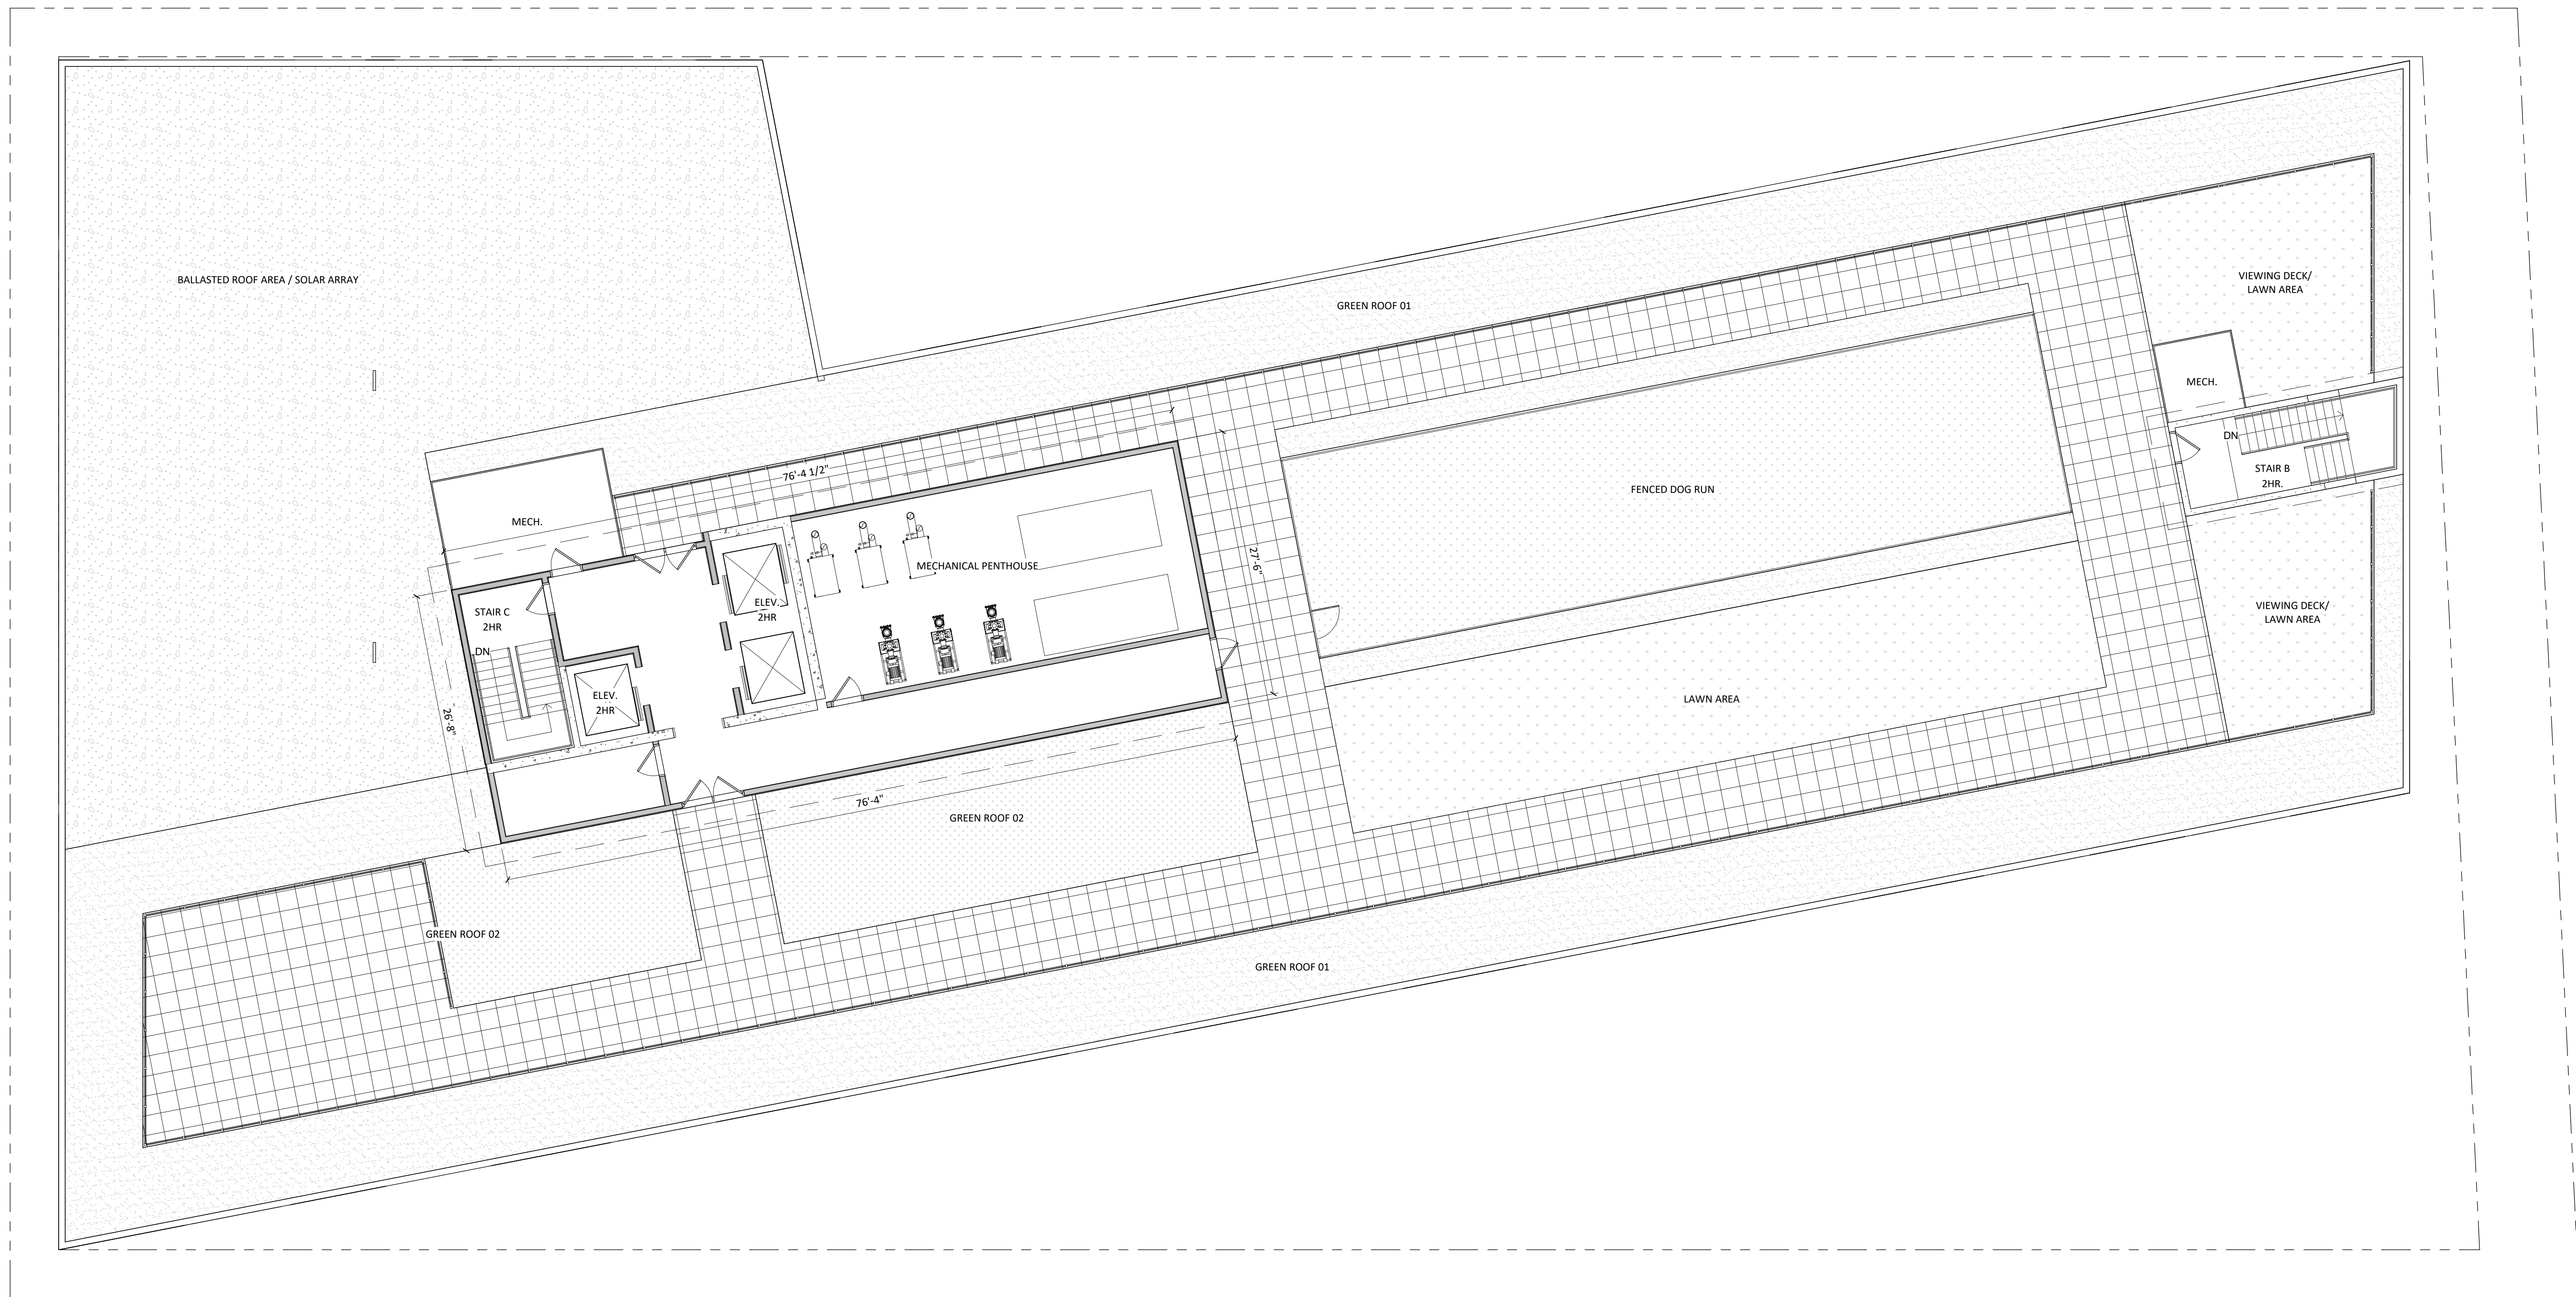 BALLASTED ROOF AREA / SOLAR ARRAY
GREEN ROOF 01
VIEWING DECK/
LAWN AREA
MECH.
DN
STAIR B
2HR.
76'-4 1/2"
MECH.
FENCED DOG RUN
27'-6"
MECHANICAL PENTHOUSE
STAIR C
2HR
DN
ELEV.
2HR
ELEV.
2HR
VIEWING DECK/
LAWN AREA
LAWN AREA
26'-8"
76'-4"
GREEN ROOF 02
GREEN ROOF 02
GREEN ROOF 01